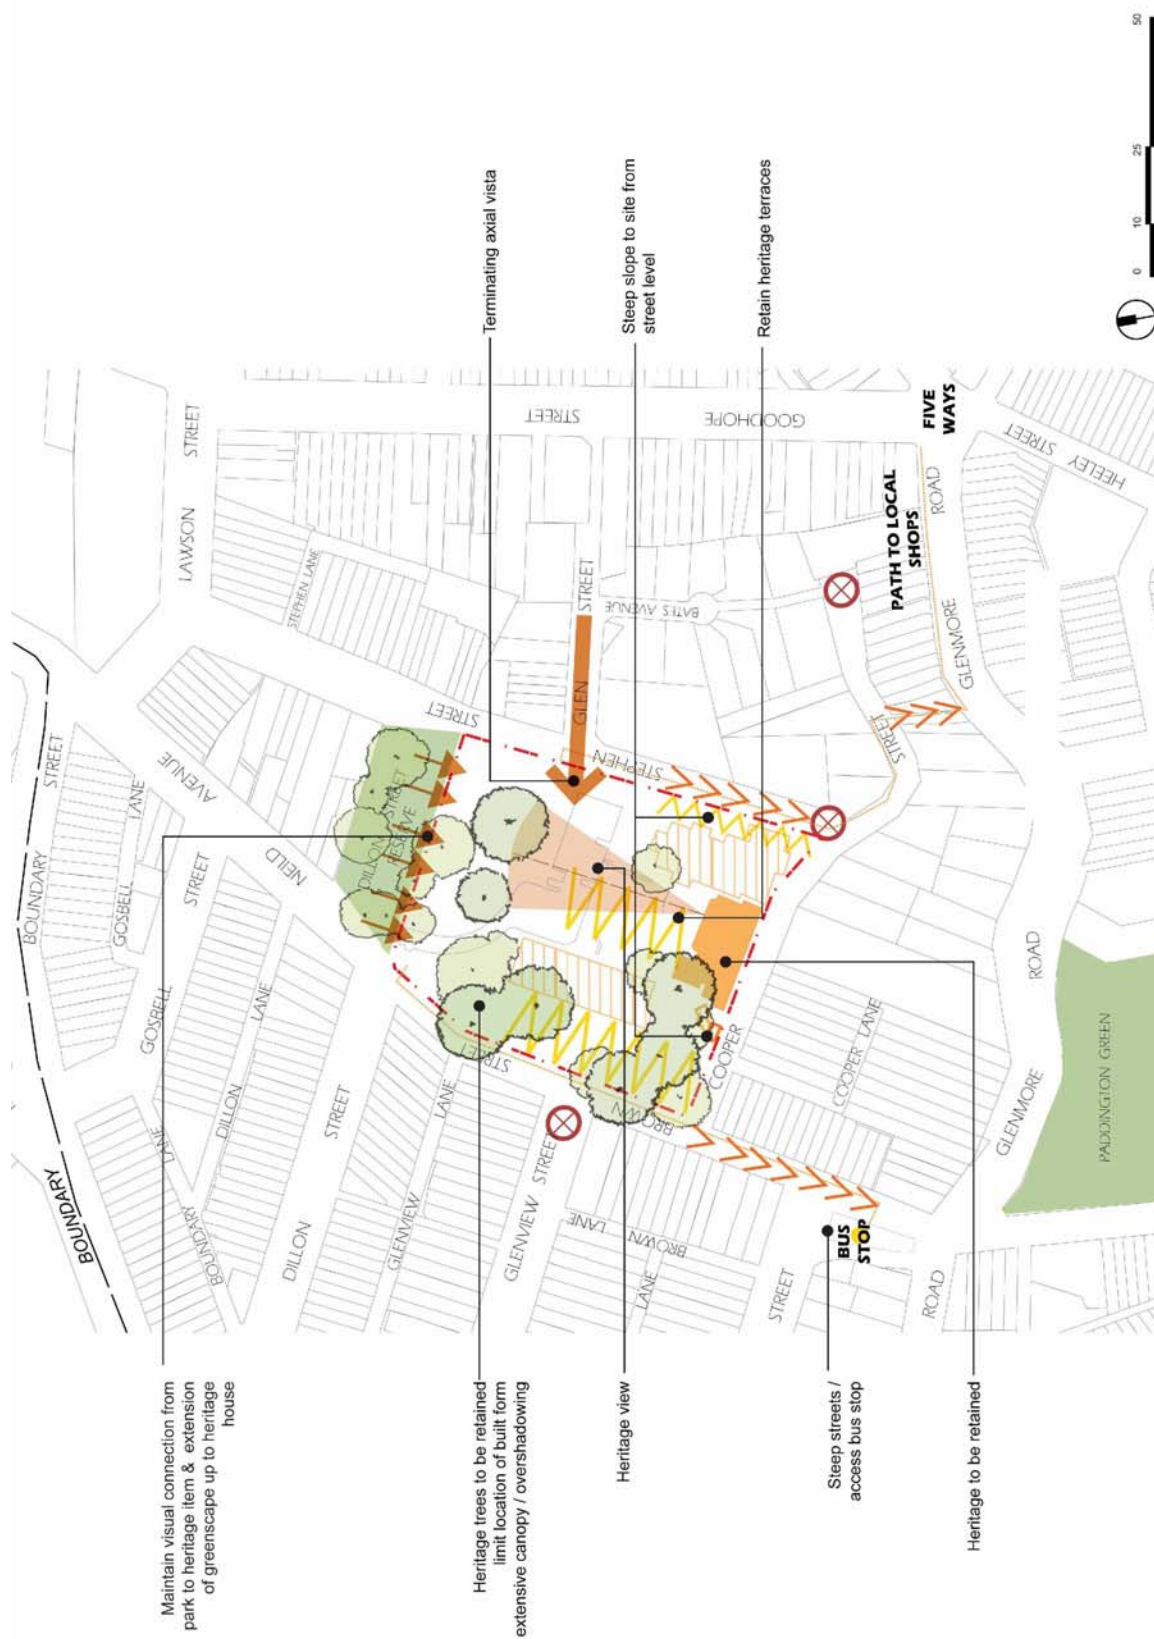 Maintain visual connection from
park to heritage item & extension
of greenscape up to heritage
house
Heritage trees to be retained
limit location of built form
extensive canopy / overshadowing
Heritage view
Steep streets /
access bus stop
Heritage to be retained
Terminating axial vista
Steep slope to site from
street level
Retain heritage terraces
BOUNDARY
BOUNDARY
STREET
GOSBELL
LANE
GOSBELL
STREET
NEILD
AVENUE
LAWSON
STREET
STEPHEN LANE
BOUNDARY
LANE
DILLON
LANE
DILLON
STREET
DILLON STREET
RESERVE
GLENVIEW
LANE
GLENVIEW
STREET
BROWN
STREET
BROWN
LANE
LANE
STREET
STEPHEN
STREET
GLEN
STREET
BATES AVENUE
GOODHOPE
STREET
COOPER
COOPER LANE
STREET
GLENMORE
ROAD
GLENMORE
ROAD
ROAD
HEELEY
STREET
PADDINGTON GREEN
BUS
STOP
PATH TO LOCAL
SHOPS
FIVE
WAYS
0
10
25
50